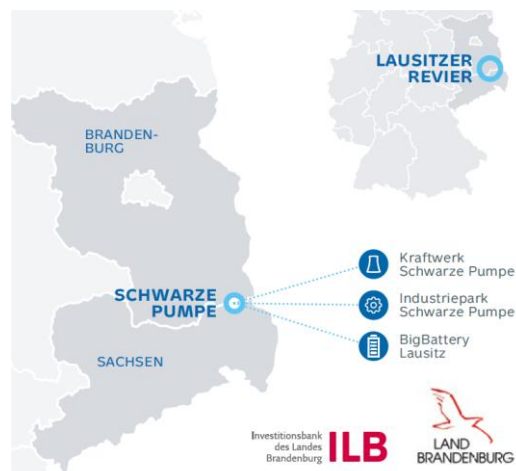 LAUSITZER
REVIER
BRANDEN-
BURG
SCHWARZE
PUMPE
SACHSEN
Kraftwerk
Schwarze Pumpe
Industriepark
Schwarze Pumpe
BigBattery
Lausitz
Investitionsbank
des Landes
Brandenburg
ILB
LAND
BRANDENBURG